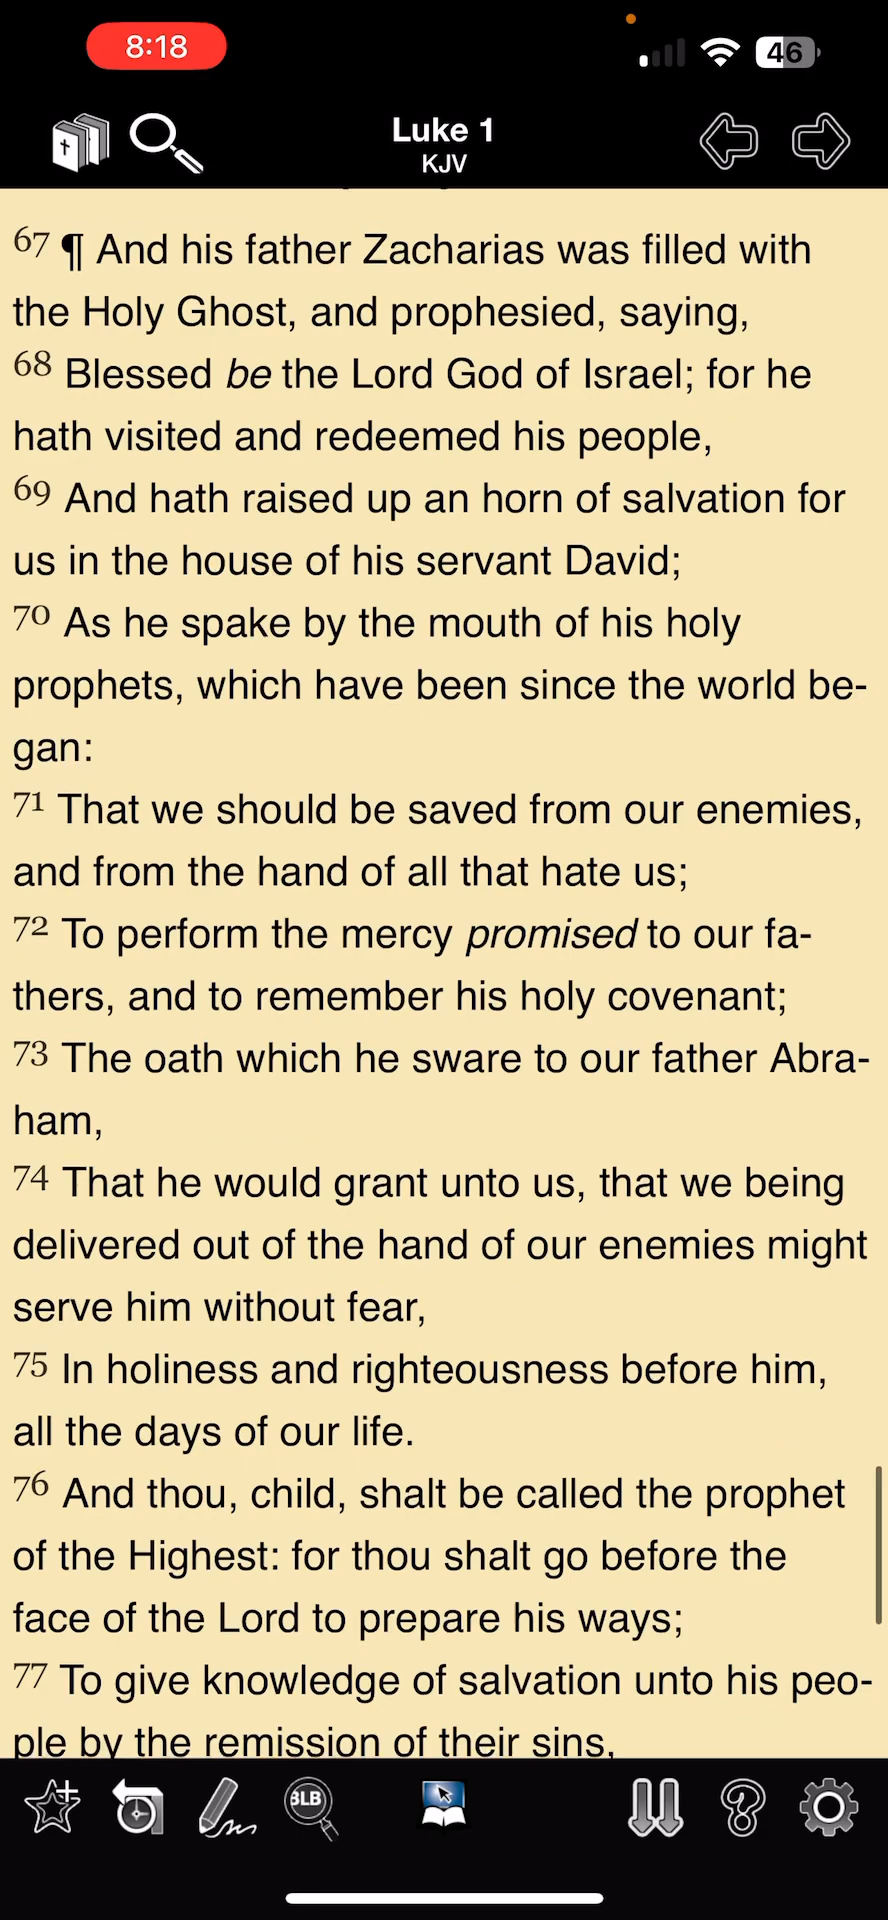 8:18
46
Luke 1
KJV
67 ¶ And his father Zacharias was filled with
the Holy Ghost, and prophesied, saying,
68 Blessed be the Lord God of Israel; for he
hath visited and redeemed his people,
69 And hath raised up an horn of salvation for
us in the house of his servant David;
70 As he spake by the mouth of his holy
prophets, which have been since the world be-
gan:
71 That we should be saved from our enemies,
and from the hand of all that hate us;
72 To perform the mercy promised to our fa-
thers, and to remember his holy covenant;
73 The oath which he sware to our father Abra-
ham,
74 That he would grant unto us, that we being
delivered out of the hand of our enemies might
serve him without fear,
75 In holiness and righteousness before him,
all the days of our life.
76 And thou, child, shalt be called the prophet
of the Highest: for thou shalt go before the
face of the Lord to prepare his ways;
77 To give knowledge of salvation unto his peo-
ple by the remission of their sins,
BLB